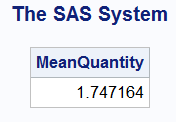 The SAS System
MeanQuantity
1.747164